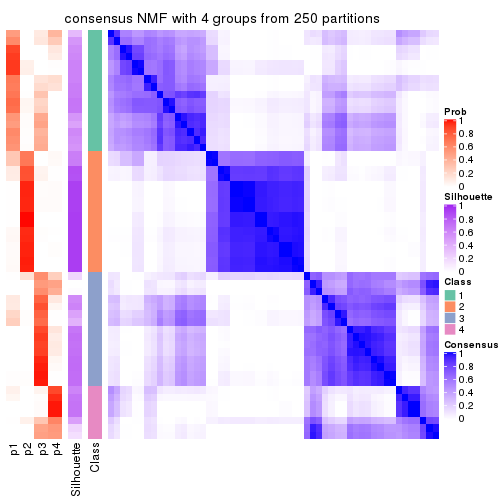 consensus NMF with 4 groups from 250 partitions
p1
p2
p3
p4
Silhouette
Class
Prob
1
0.8
0.6
0.4
0.2
0
Silhouette
1
0.8
0.6
0.4
0.2
0
Class
1
2
3
4
Consensus
1
0.8
0.6
0.4
0.2
0